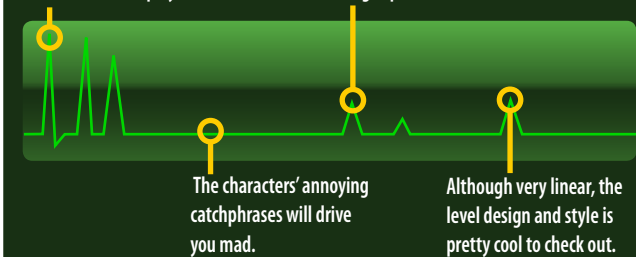 The characters' annoying
catchphrases will drive
you mad.
Although very linear, the
level design and style is
pretty cool to check out.